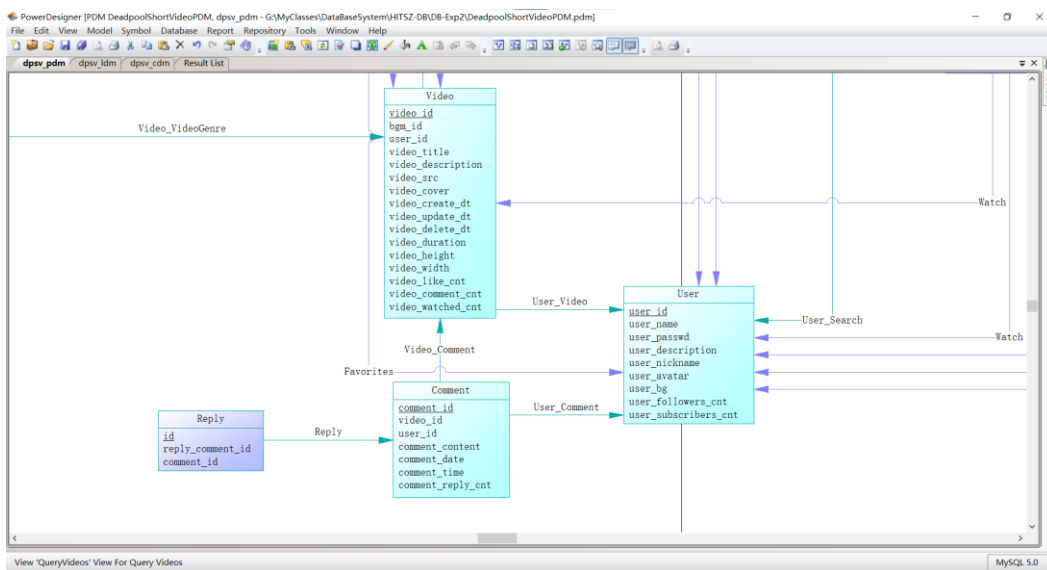 PowerDesigner [PDM DeadpoolShortVideoPDM, dpsv_pdm - G:\MyClasses\DataBaseSystem\HITSZ-DB\DB-Exp2\DeadpoolShortVideoPDM.pdm]
File Edit View Model Symbol Database Report Repository Tools Window Help
dpsv_pdm dpsv_ldm dpsv_cdm Result List
Video
video_id
bgm_id
user_id
video_title
video_description
video_src
video_cover
video_create_dt
video_update_dt
video_delete_dt
video_duration
video_height
video_width
video_like_cnt
video_comment_cnt
video_watched_cnt
Video_VideoGenre
Watch
User_Video
User
user_id
user_name
user_passwd
user_description
user_nickname
user_avatar
user_bg
user_followers_cnt
user_subscribers_cnt
User_Search
Watch
Video_Comment
Favorites
Comment
comment_id
video_id
user_id
comment_content
comment_date
comment_time
comment_reply_cnt
User_Comment
Reply
id
reply_comment_id
comment_id
Reply
View 'QueryVideos' View For Query Videos
MySQL 5.0